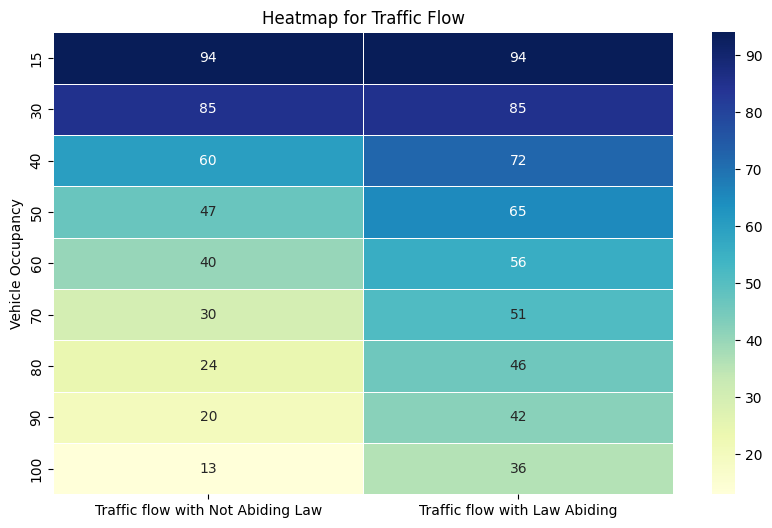 Heatmap for Traffic Flow
Vehicle Occupancy
15 94 94
30 85 85
40 60 72
50 47 65
60 40 56
70 30 51
80 24 46
90 20 42
100 13 36
Traffic flow with Not Abiding Law Traffic flow with Law Abiding
90
80
70
60
50
40
30
20